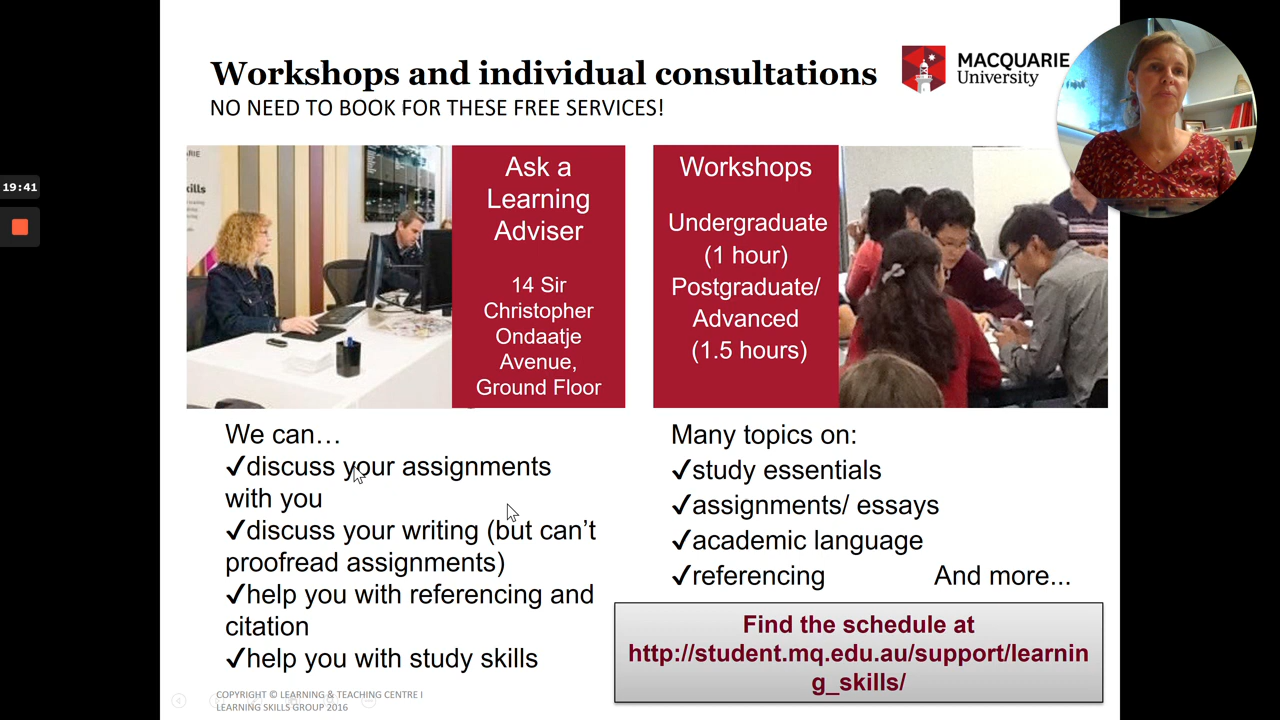 Workshops and individual consultations
NO NEED TO BOOK FOR THESE FREE SERVICES!
MACQUARIE
University
19:41
ARIE
kills
Ask a
Learning
Adviser
14 Sir
Christopher
Ondaatje
Avenue,
Ground Floor
Workshops
Undergraduate
(1 hour)
Postgraduate/
Advanced
(1.5 hours)
We can…
✓discuss your assignments
with you
✓discuss your writing (but can’t
proofread assignments)
✓help you with referencing and
citation
✓help you with study skills
Many topics on:
✓study essentials
✓assignments/ essays
✓academic language
✓referencing And more...
Find the schedule at
http://student.mq.edu.au/support/learnin
g_skills/
COPYRIGHT © LEARNING & TEACHING CENTRE I
LEARNING SKILLS GROUP 2016